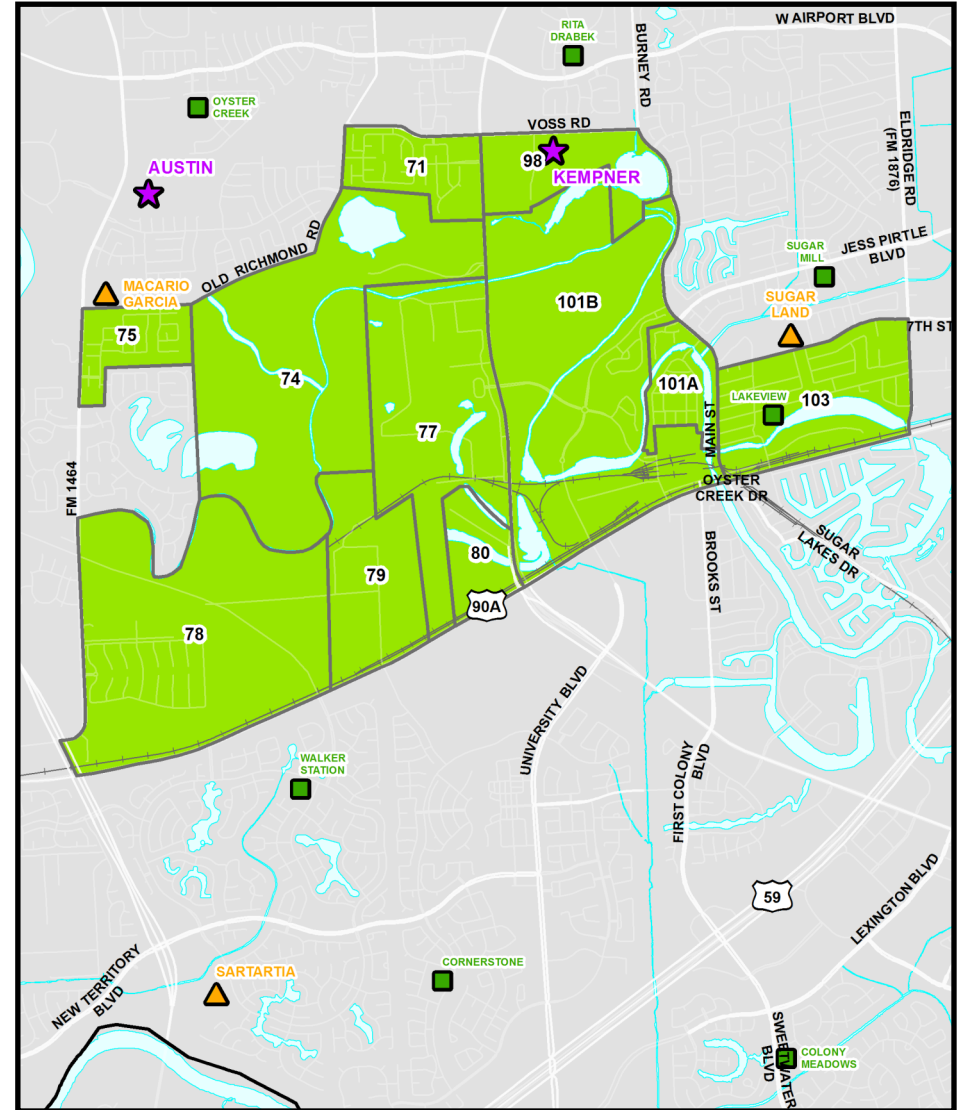 W AIRPORT BLVD
RITA
DRABEK
BURNEY RD
OYSTER
CREEK
VOSS RD
ELDRIDGE RD
(FM 1876)
71
98
KEMPNER
AUSTIN
OLD RICHMOND RD
JESS PIRTLE
BLVD
SUGAR
MILL
MACARIO
GARCIA
SUGAR
LAND
101B
7TH ST
75
74
101A
LAKEVIEW
103
77
MAIN ST
FM 1464
OYSTER
CREEK DR
SUGAR
LAKES DR
BROOKS ST
80
79
90A
78
UNIVERSITY BLVD
WALKER
STATION
FIRST COLONY
BLVD
59
LEXINGTON BLVD
NEW TERRITORY
BLVD
SARTARTIA
CORNERSTONE
SWEETWATER
BLVD
COLONY
MEADOWS